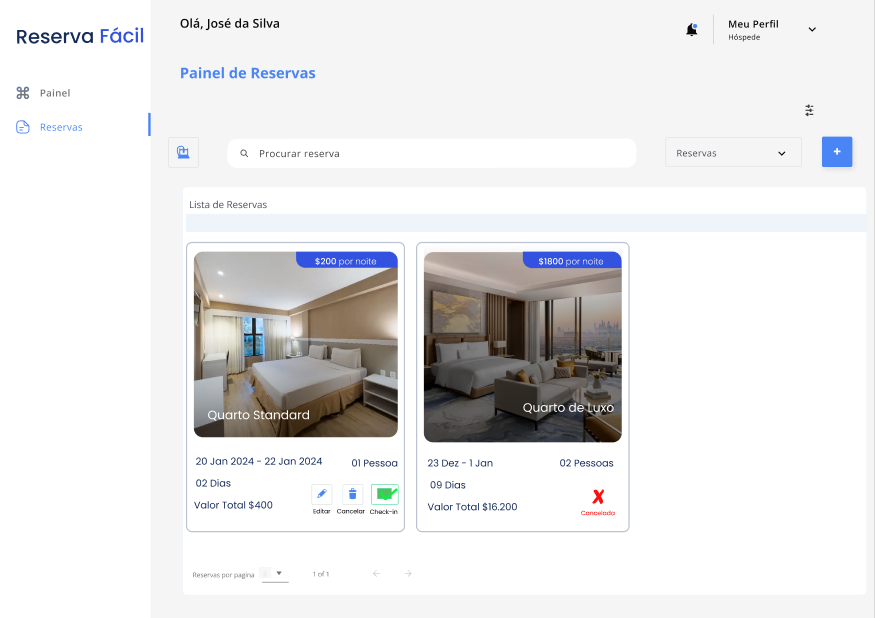 Olá, José da Silva
Reserva Fácil
Meu Perfil
Hóspede
Painel de Reservas
Painel
Reservas
Procurar reserva
Reservas
+
Lista de Reservas
$200 por noite
Quarto Standard
20 Jan 2024 - 22 Jan 2024
01 Pessoa
02 Dias
Valor Total $400
Editar
Cancelar
Check-in
$1800 por noite
Quarto de Luxo
23 Dez - 1 Jan
02 Pessoas
09 Dias
Valor Total $16.200
Cancelado
Reservas por pagina
1 of 1